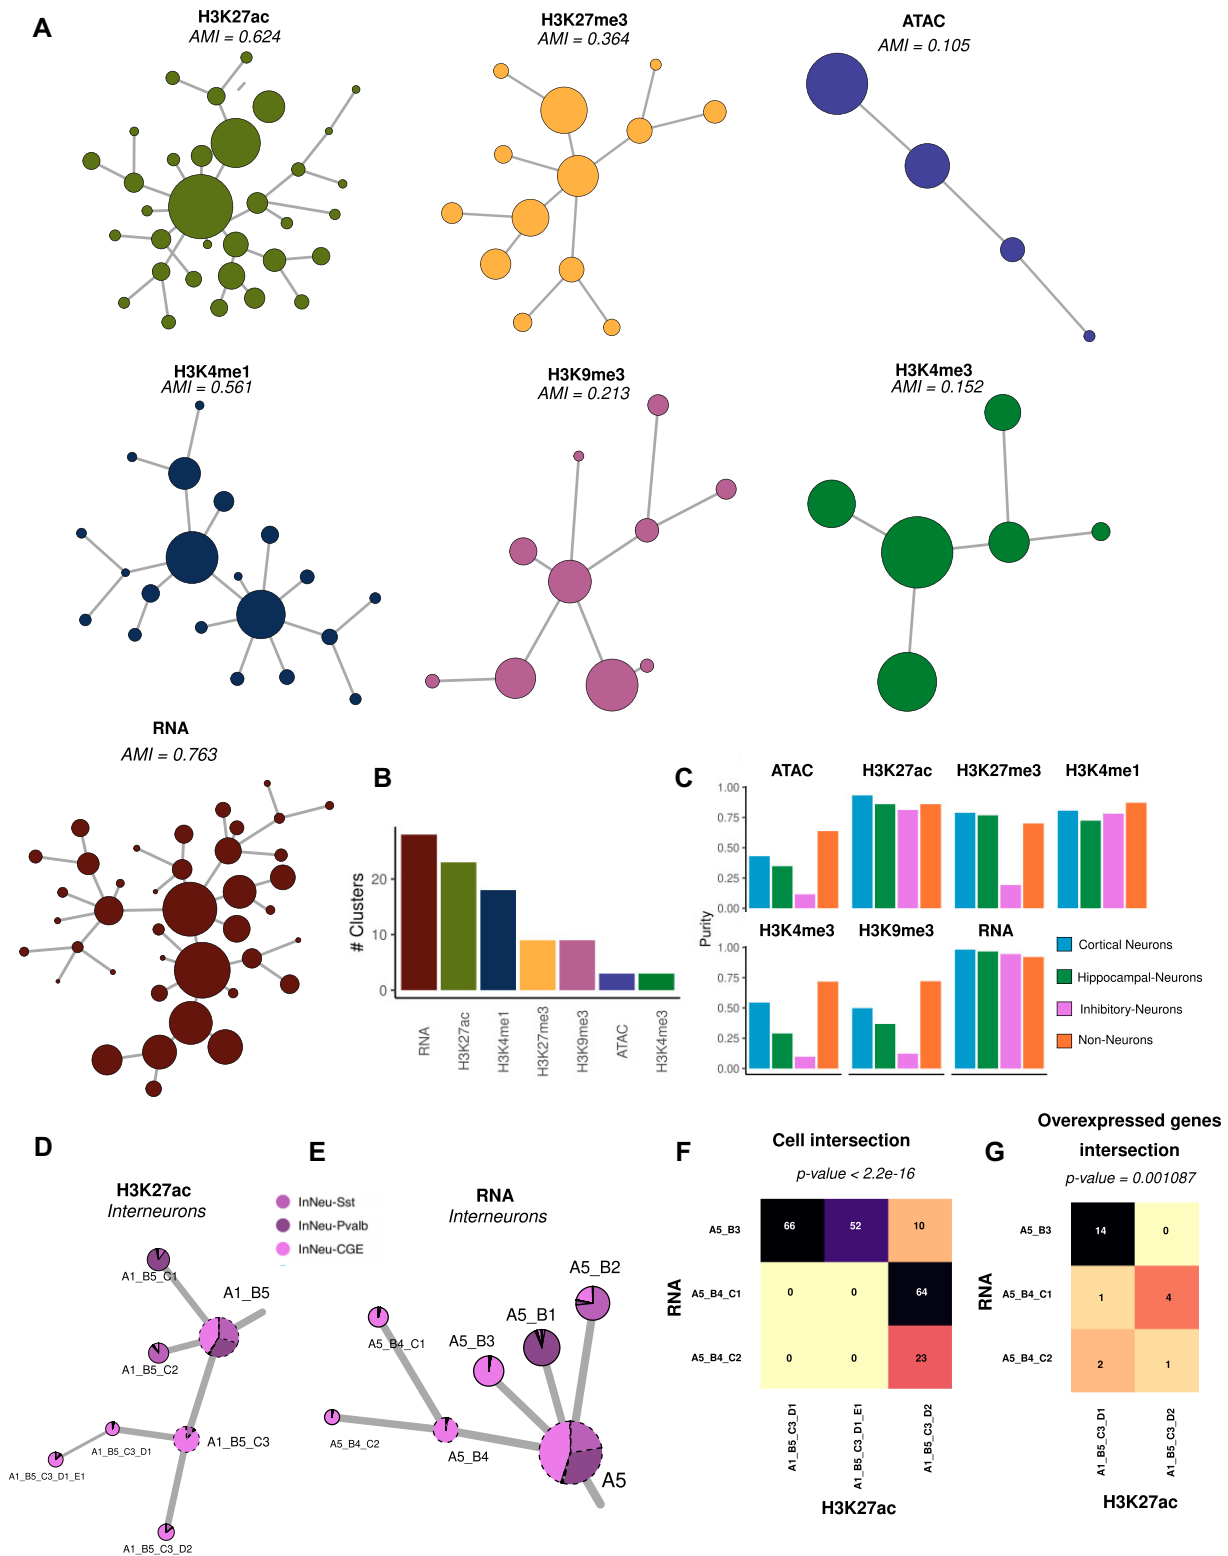 A
H3K27ac
AMI = 0.624
H3K27me3
AMI = 0.364
ATAC
AMI = 0.105
H3K4me1
AMI = 0.561
H3K9me3
AMI = 0.213
H3K4me3
AMI = 0.152
RNA
AMI = 0.763
B
# Clusters
20
10
0
RNA
H3K27ac
H3K4me1
H3K27me3
H3K9me3
ATAC
H3K4me3
C
ATAC
H3K27ac
H3K27me3
H3K4me1
Purity
1.00
0.75
0.50
0.25
0.00
H3K4me3
H3K9me3
RNA
1.00
0.75
0.50
0.25
0.00
Cortical Neurons
Hippocampal-Neurons
Inhibitory-Neurons
Non-Neurons
D
H3K27ac
Interneurons
A1_B5_C1
A1_B5
A1_B5_C2
A1_B5_C3
A1_B5_C3_D1
A1_B5_C3_D1_E1
A1_B5_C3_D2
InNeu-Sst
InNeu-Pvalb
InNeu-CGE
E
RNA
Interneurons
A5_B2
A5_B1
A5_B3
A5_B4_C1
A5_B4_C2
A5_B4
A5
F
Cell intersection
p-value < 2.2e-16
RNA
A5_B3
66
52
10
A5_B4_C1
0
0
64
A5_B4_C2
0
0
23
A1_B5_C3_D1
A1_B5_C3_D1_E1
A1_B5_C3_D2
H3K27ac
G
Overexpressed genes
intersection
p-value = 0.001087
RNA
A5_B3
14
0
A5_B4_C1
1
4
A5_B4_C2
2
1
A1_B5_C3_D1
A1_B5_C3_D2
H3K27ac